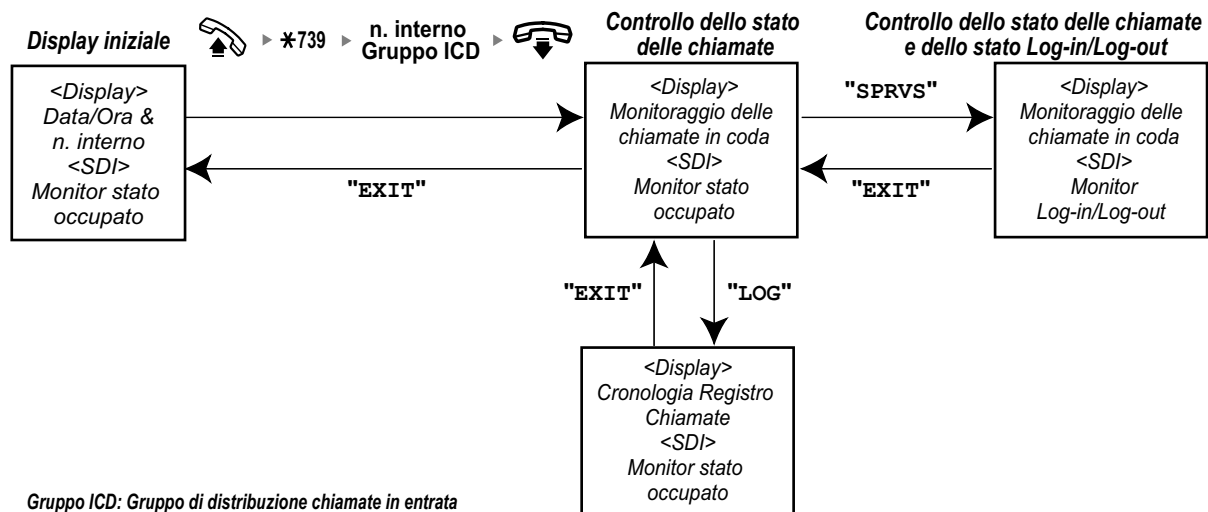 Display iniziale
*739
n. interno
Gruppo ICD
Controllo dello stato
delle chiamate
Controllo dello stato delle chiamate
e dello stato Log-in/Log-out
<Display>
Data/Ora &
n. interno
<SDI>
Monitor stato
occupato
"EXIT"
<Display>
Monitoraggio delle
chiamate in coda
<SDI>
Monitor stato
occupato
"SPRVS"
"EXIT"
<Display>
Monitoraggio delle
chiamate in coda
<SDI>
Monitor
Log-in/Log-out
"EXIT"
"LOG"
<Display>
Cronologia Registro
Chiamate
<SDI>
Monitor stato
occupato
Gruppo ICD: Gruppo di distribuzione chiamate in entrata